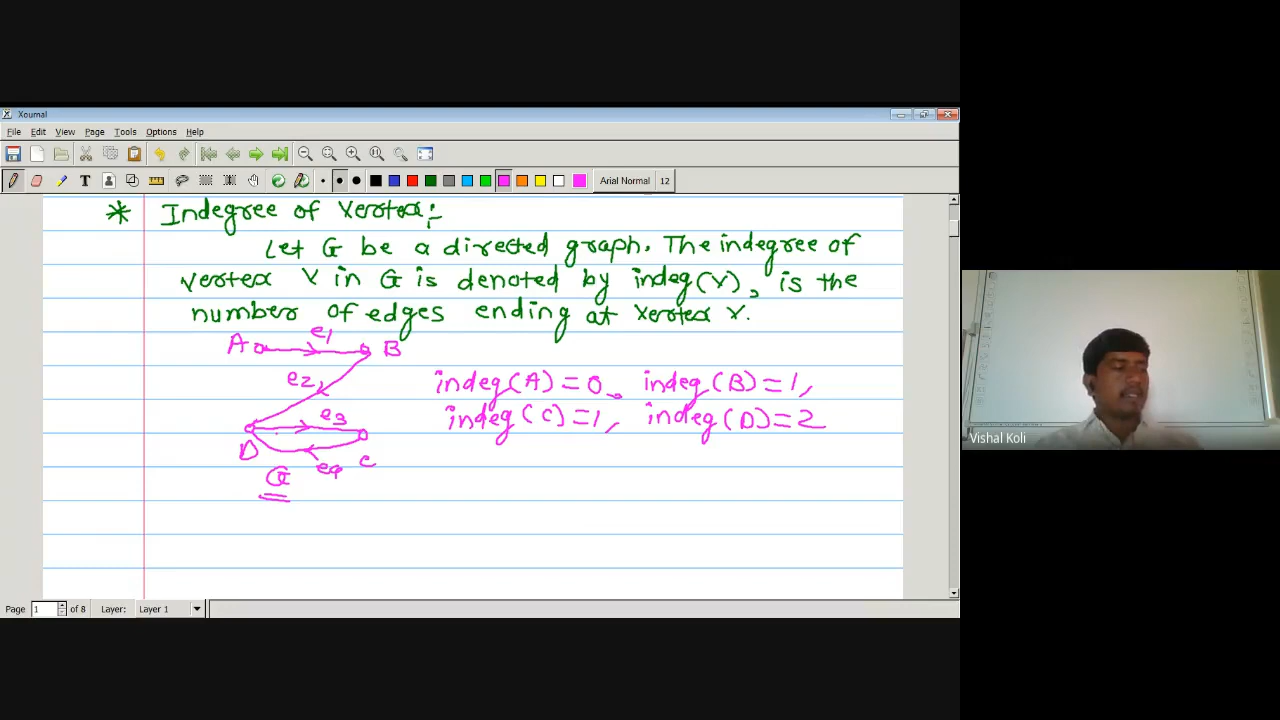 Xournal
File Edit View Page Tools Options Help
T Arial Normal 12
* Indegree of Vertex:-
Let G be a directed graph. The indegree of
vertex V in G is denoted by indeg(V), is the
number of edges ending at vertex V.
A e1 B
e2
indeg(A) = 0, indeg(B) = 1,
e3
indeg(C) = 1, indeg(D) = 2
D e4 C
G
Vishal Koli
Page 1 of 8 Layer: Layer 1